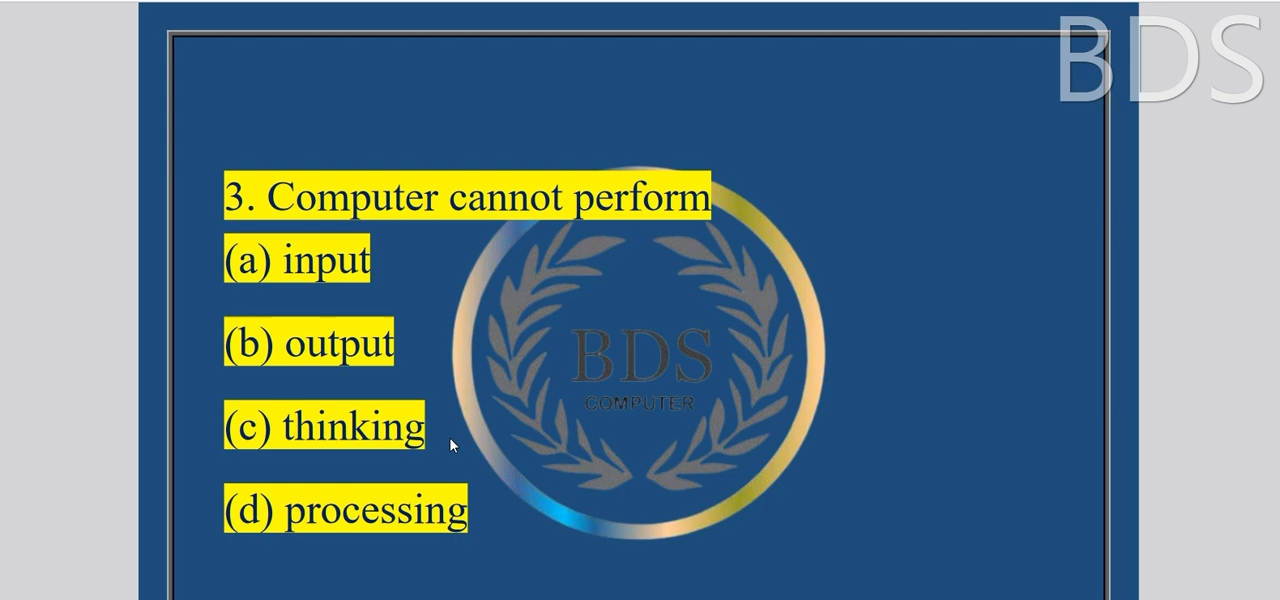 BDS
3. Computer cannot perform
(a) input
(b) output
BDS
COMPUTER
(c) thinking
(d) processing